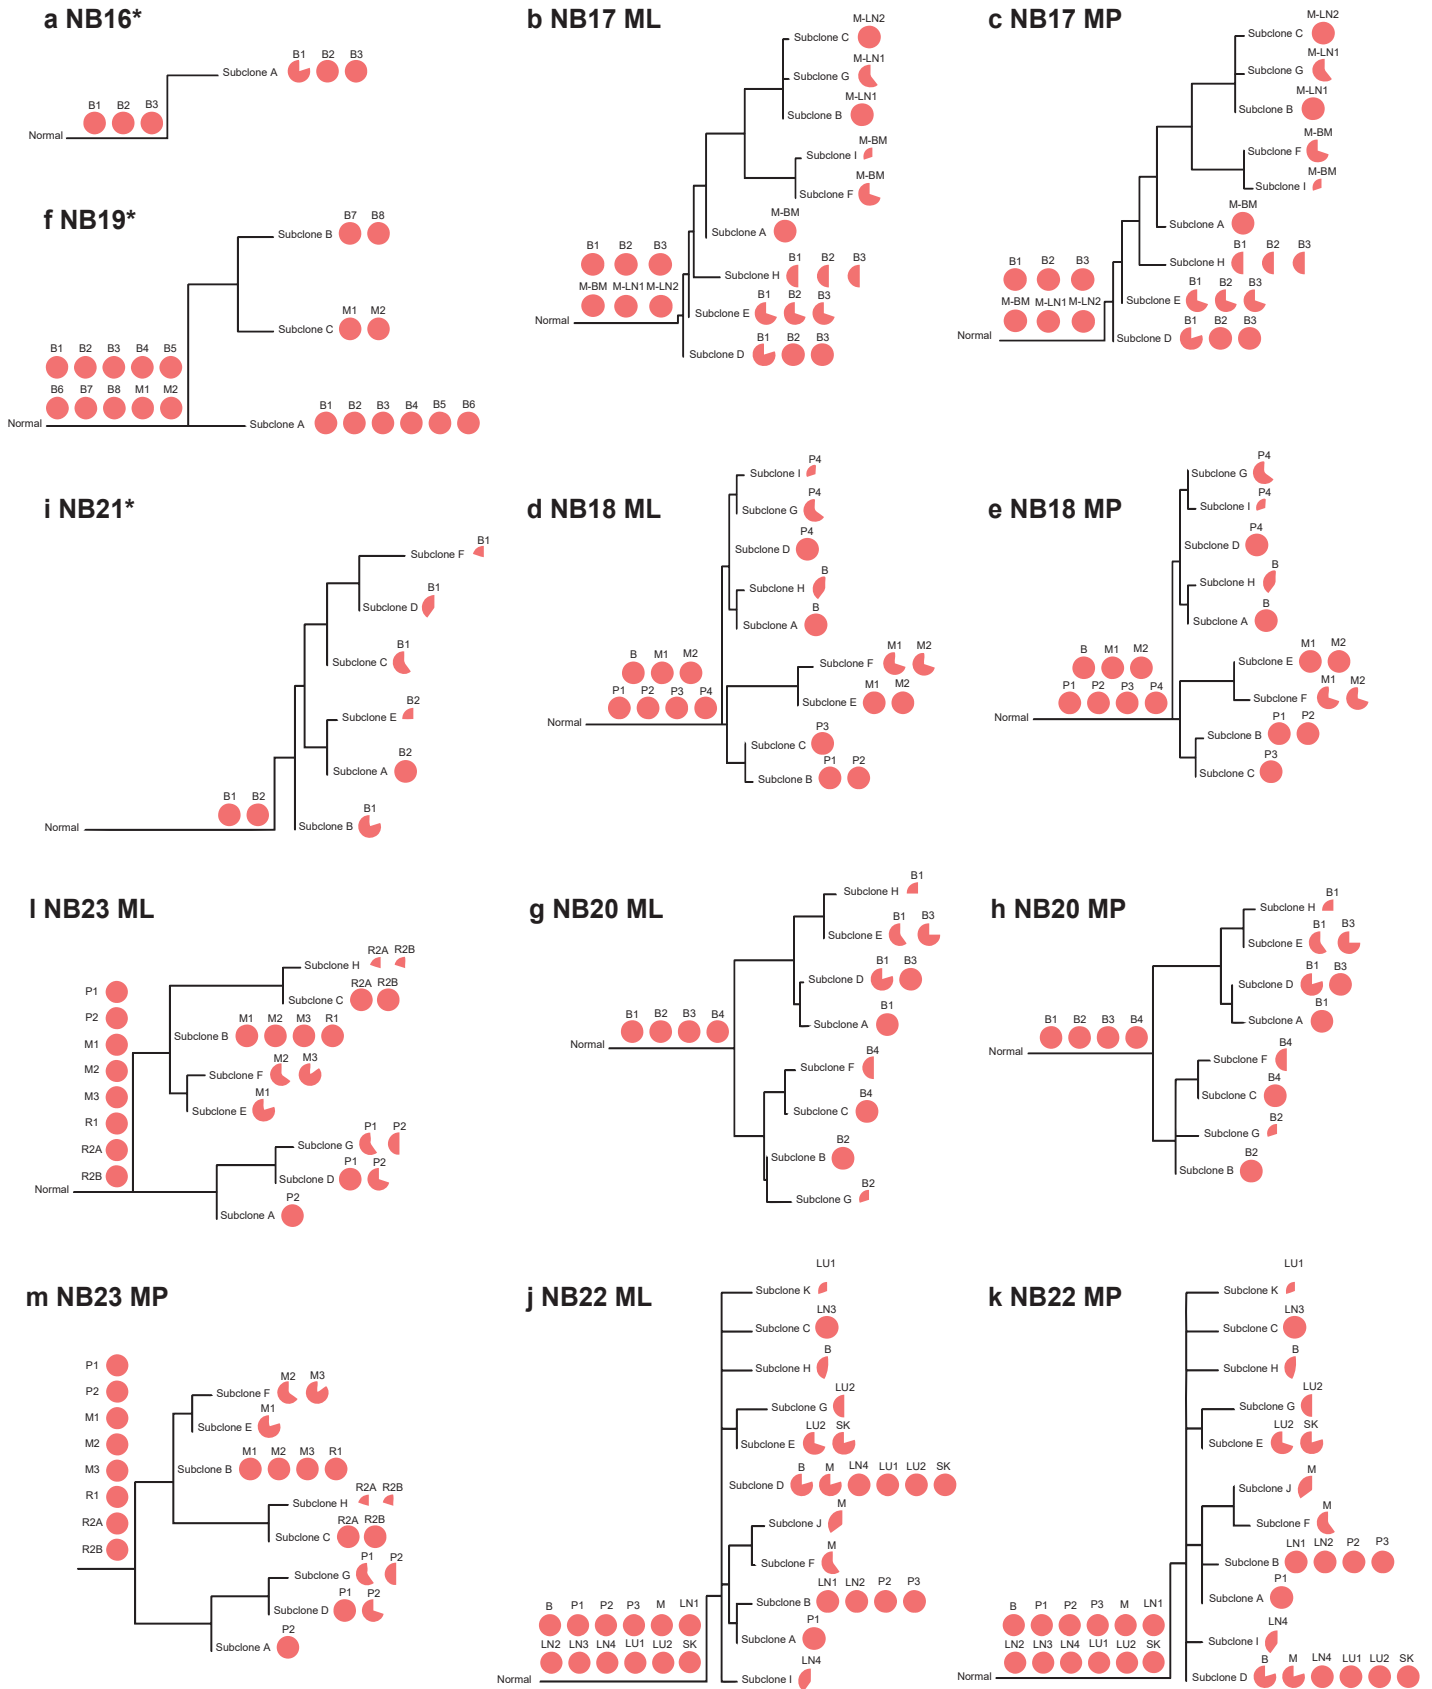 a NB16*
B1 B2 B3
Subclone A
B1 B2 B3
Normal
b NB17 ML
M-LN2
Subclone C
M-LN1
Subclone G
M-LN1
Subclone B
M-BM
Subclone I
M-BM
Subclone F
M-BM
Subclone A
B1 B2 B3
Subclone H
B1 B2 B3
M-BM M-LN1 M-LN2
B1 B2 B3
Subclone E
Normal
B1 B2 B3
Subclone D
c NB17 MP
M-LN2
Subclone C
M-LN1
Subclone G
M-LN1
Subclone B
M-BM
Subclone F
M-BM
Subclone I
M-BM
Subclone A
B1 B2 B3
Subclone H
B1 B2 B3
M-BM M-LN1 M-LN2
B1 B2 B3
Subclone E
Normal
B1 B2 B3
Subclone D
f NB19*
B7 B8
Subclone B
M1 M2
Subclone C
B1 B2 B3 B4 B5
B6 B7 B8 M1 M2
Normal
B1 B2 B3 B4 B5 B6
Subclone A
i NB21*
B1
Subclone F
B1
Subclone D
B1
Subclone C
B2
Subclone E
B2
Subclone A
B1 B2
B1
Normal
Subclone B
d NB18 ML
P4
Subclone I
P4
Subclone G
P4
Subclone D
B
Subclone H
B
Subclone A
B M1 M2
M1 M2
Subclone F
P1 P2 P3 P4
M1 M2
Subclone E
Normal
P3
Subclone C
P1 P2
Subclone B
e NB18 MP
P4
Subclone G
P4
Subclone I
P4
Subclone D
B
Subclone H
B
Subclone A
B M1 M2
M1 M2
Subclone E
P1 P2 P3 P4
M1 M2
Subclone F
Normal
P1 P2
Subclone B
P3
Subclone C
l NB23 ML
R2A R2B
Subclone H
R2A R2B
Subclone C
P1
P2
M1
M2
M3
R1
R2A
R2B
M1 M2 M3 R1
Subclone B
M2 M3
Subclone F
M1
Subclone E
P1 P2
Subclone G
P1 P2
Subclone D
Normal
P2
Subclone A
g NB20 ML
B1
Subclone H
B1 B3
Subclone E
B1 B3
Subclone D
B1
Subclone A
B1 B2 B3 B4
Normal
B4
Subclone F
B4
Subclone C
B2
Subclone B
B2
Subclone G
h NB20 MP
B1
Subclone H
B1 B3
Subclone E
B1 B3
Subclone D
B1
Subclone A
B1 B2 B3 B4
Normal
B4
Subclone F
B4
Subclone C
B2
Subclone G
B2
Subclone B
m NB23 MP
P1
P2
M1
M2
M3
R1
R2A
R2B
M2 M3
Subclone F
M1
Subclone E
M1 M2 M3 R1
Subclone B
R2A R2B
Subclone H
R2A R2B
Subclone C
P1 P2
Subclone G
P1 P2
Subclone D
P2
Subclone A
j NB22 ML
LU1
Subclone K
LN3
Subclone C
B
Subclone H
LU2
Subclone G
LU2 SK
Subclone E
B M LN4 LU1 LU2 SK
Subclone D
M
Subclone J
M
Subclone F
LN1 LN2 P2 P3
Subclone B
B P1 P2 P3 M LN1
P1
Subclone A
LN2 LN3 LN4 LU1 LU2 SK
LN4
Normal
Subclone I
k NB22 MP
LU1
Subclone K
LN3
Subclone C
B
Subclone H
LU2
Subclone G
LU2 SK
Subclone E
M
Subclone J
M
Subclone F
LN1 LN2 P2 P3
Subclone B
P1
Subclone A
B P1 P2 P3 M LN1
LN4
Subclone I
LN2 LN3 LN4 LU1 LU2 SK
B M LN4 LU1 LU2 SK
Normal
Subclone D